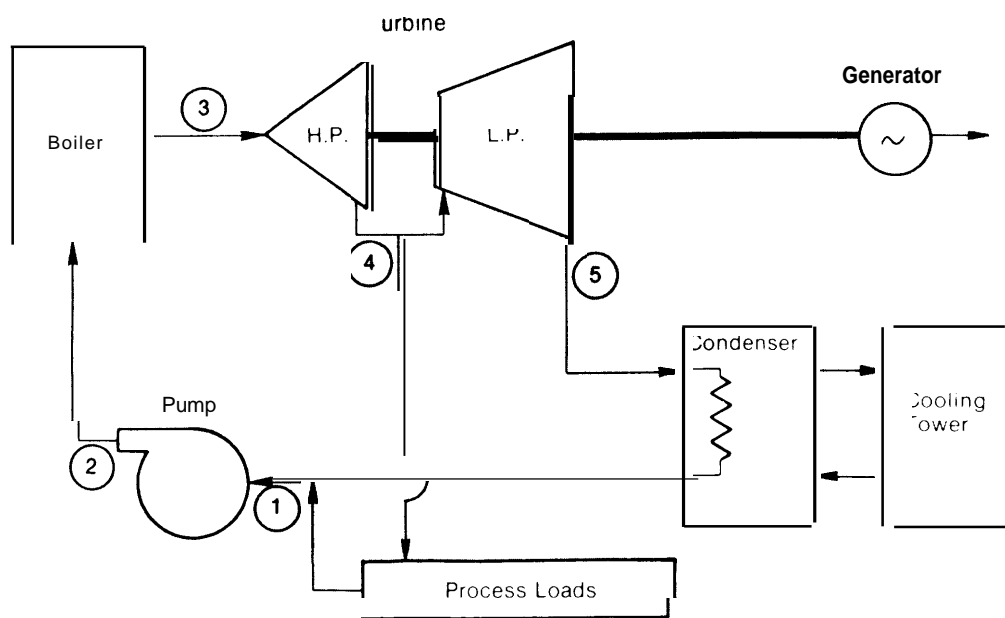 urbine
Generator
3
Boiler
H.P.
L.P.
~
4
5
Condenser
Pump
Cooling
Tower
2
1
Process Loads